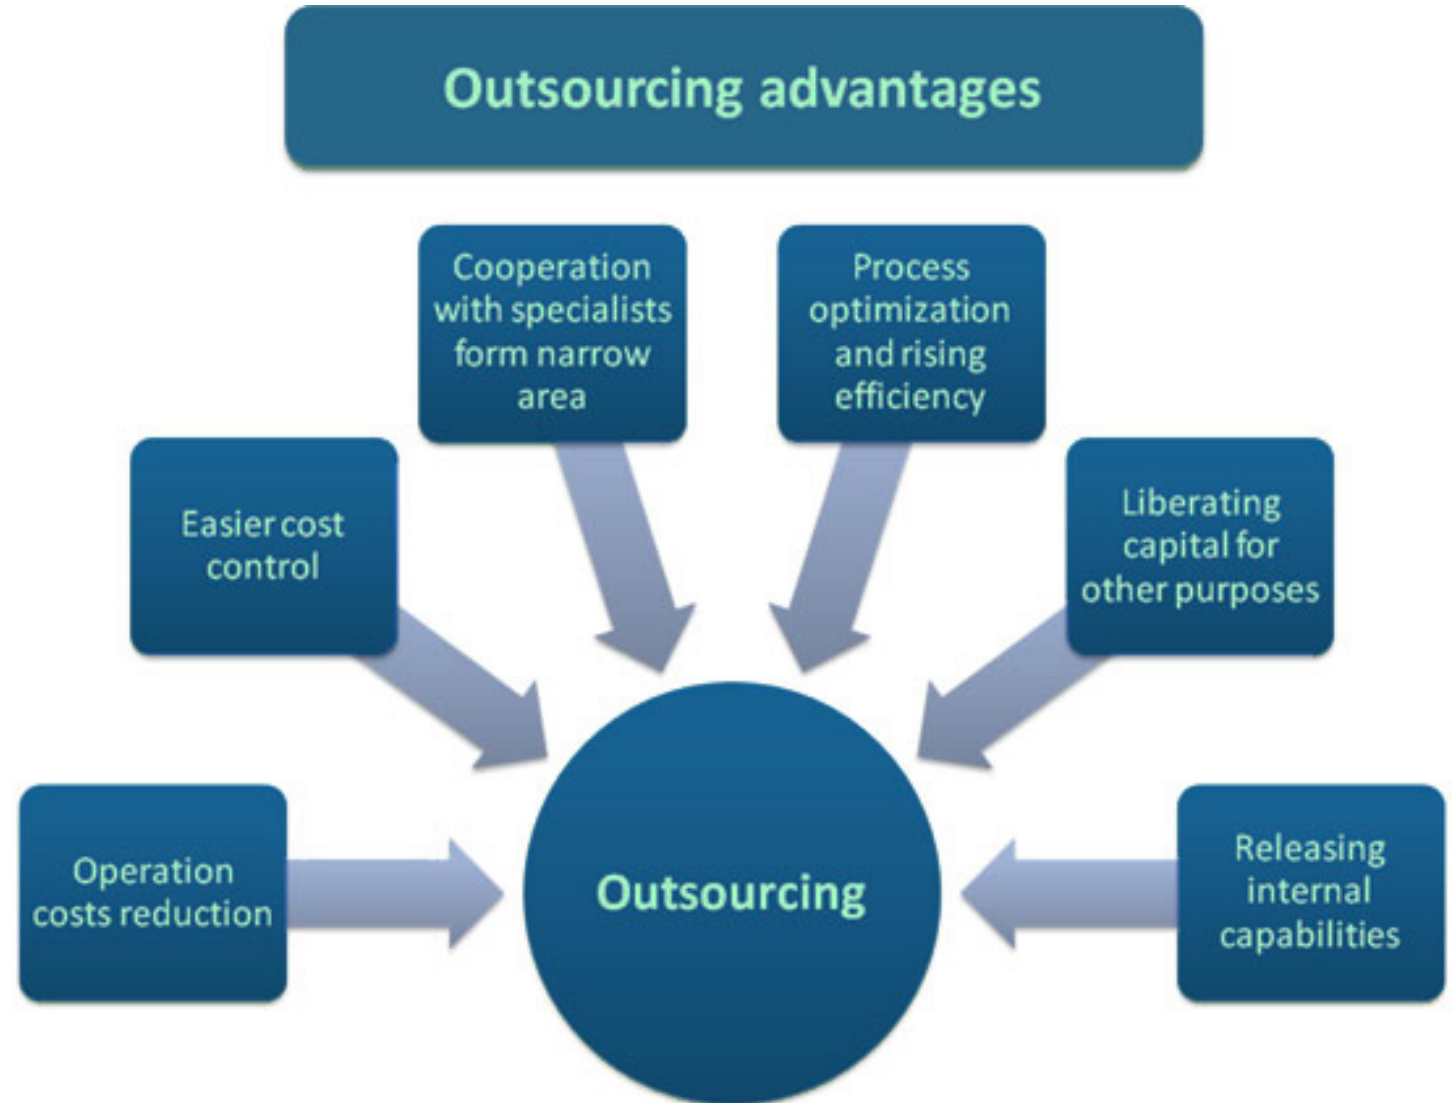 Outsourcing advantages
Cooperation
with specialists
form narrow
area
Process
optimization
and rising
efficiency
Easier cost
control
Liberating
capital for
other purposes
Operation
costs reduction
Outsourcing
Releasing
internal
capabilities